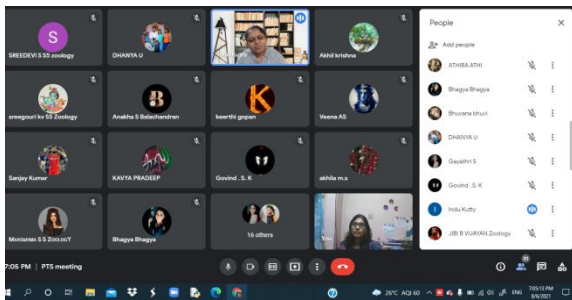 S
SREEDEVI S S5 zoology
DHANYA U
Kutty
Akhil krishna
sreegouri kv S5 Zoology
B
Anakha S Balachandran
K
keerthi gopan
Veena AS
Sanjay Kumar
KAVYA PRADEEP
Govind . S. K
akhila m.a
S S ZOOLOGY
Bhagya Bhagya
16 others
You
7:05 PM | PTS meeting
People
Add people
ATHIRA ATHI
Bhagya Bhagya
Bhuvana bhuvi
DHANYA U
Gayathri S
Govind . S. K
I
Indu Kutty
JIBI B VIJAYAN Zoology
26°C AQI 60
ENG
7:05:13 PM
8/6/2021